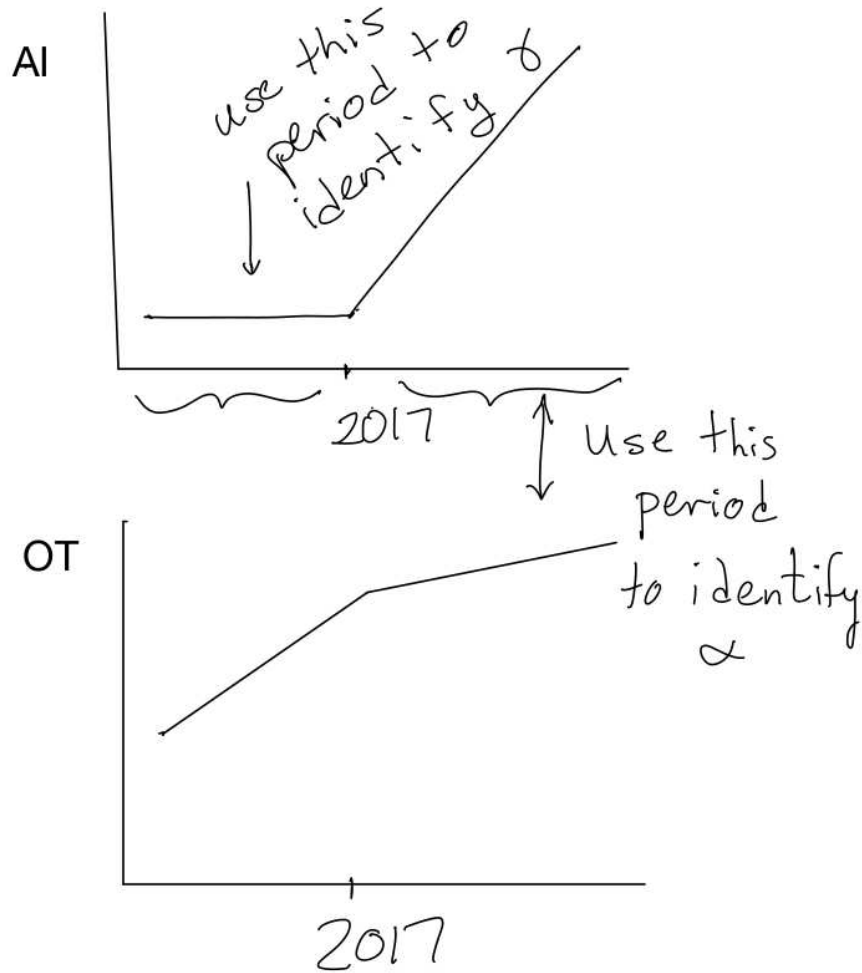 AI
use this
period to
identify γ
2017
Use this
period
to identify
α
OT
2017